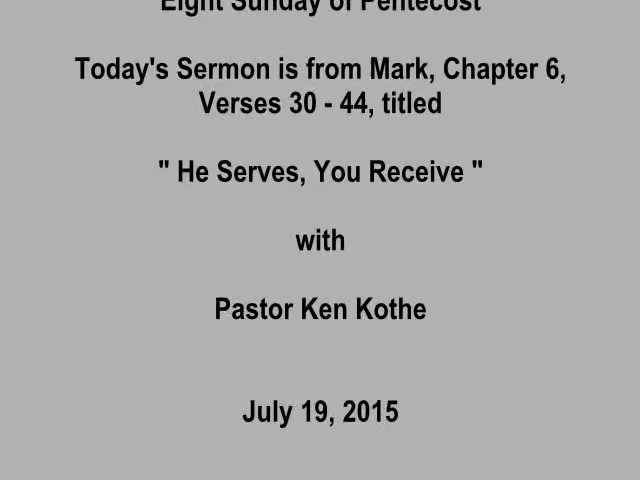 Eight Sunday of Pentecost
Today's Sermon is from Mark, Chapter 6,
Verses 30 - 44, titled
" He Serves, You Receive "
with
Pastor Ken Kothe
July 19, 2015